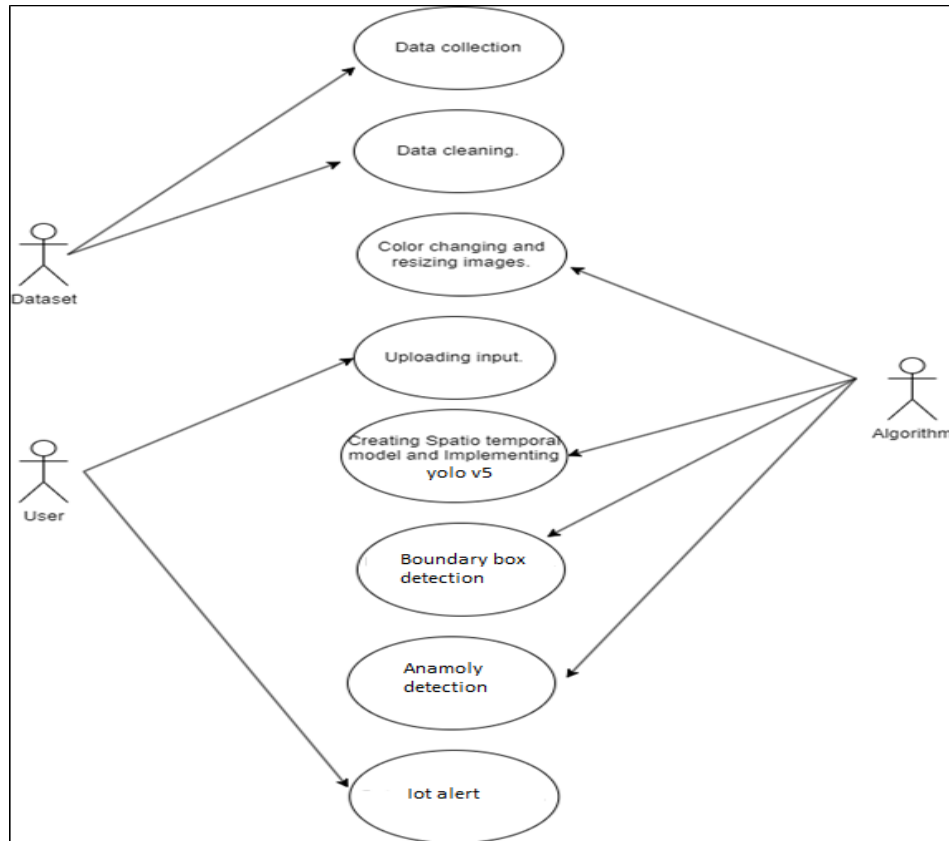 Data collection
Data cleaning.
Color changing and
resizing images.
Dataset
Uploading input.
Algorithm
Creating Spatio temporal
model and Implementing
yolo v5
User
Boundary box
detection
Anamoly
detection
Iot alert